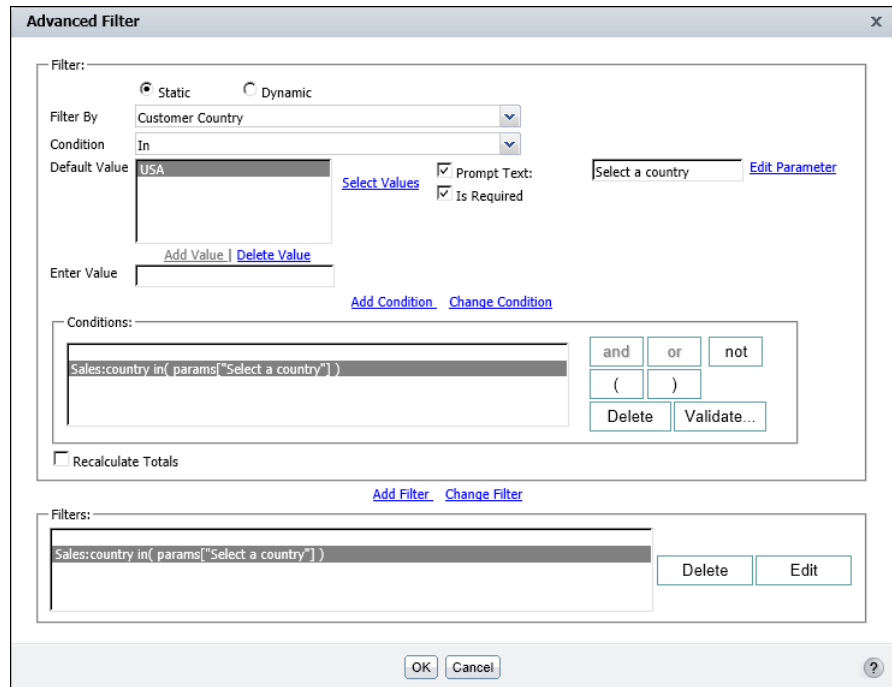 Advanced Filter x
Filter:
Static Dynamic
Filter By Customer Country
Condition In
Default Value USA Select Values Prompt Text: Select a country Edit Parameter
Is Required
Add Value | Delete Value
Enter Value
Add Condition Change Condition
Conditions:
and or not
Sales:country in( params["Select a country"] )
( )
Delete Validate...
Recalculate Totals
Add Filter Change Filter
Filters:
Sales:country in( params["Select a country"] )
Delete Edit
OK Cancel ?